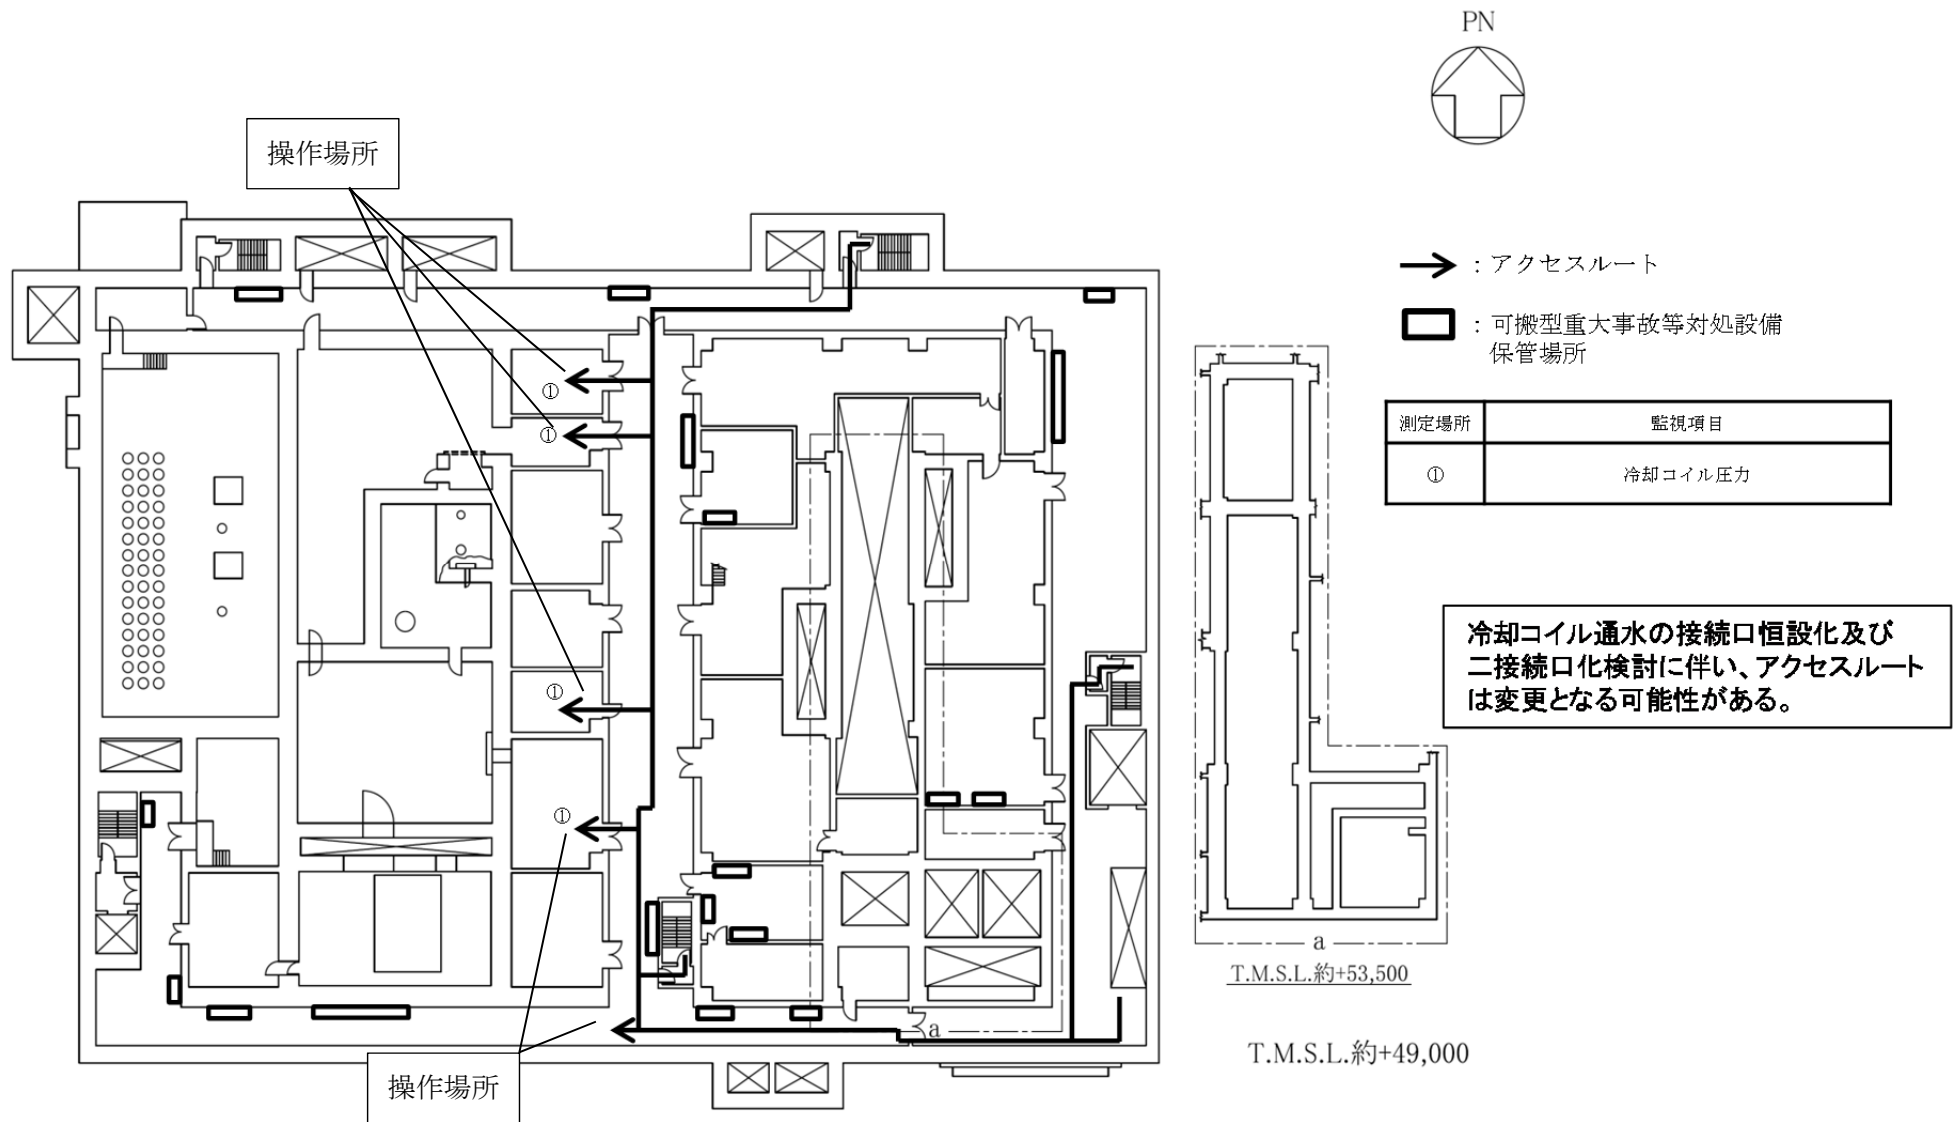 PN
操作場所
：アクセスルート
：可搬型重大事故等対処設備
保管場所
測定場所
監視項目
①
冷却コイル圧力
①
①
①
①
冷却コイル通水の接続口恒設化及び
二接続口化検討に伴い、アクセスルート
は変更となる可能性がある。
a
T.M.S.L.約+53,500
a
T.M.S.L.約+49,000
操作場所